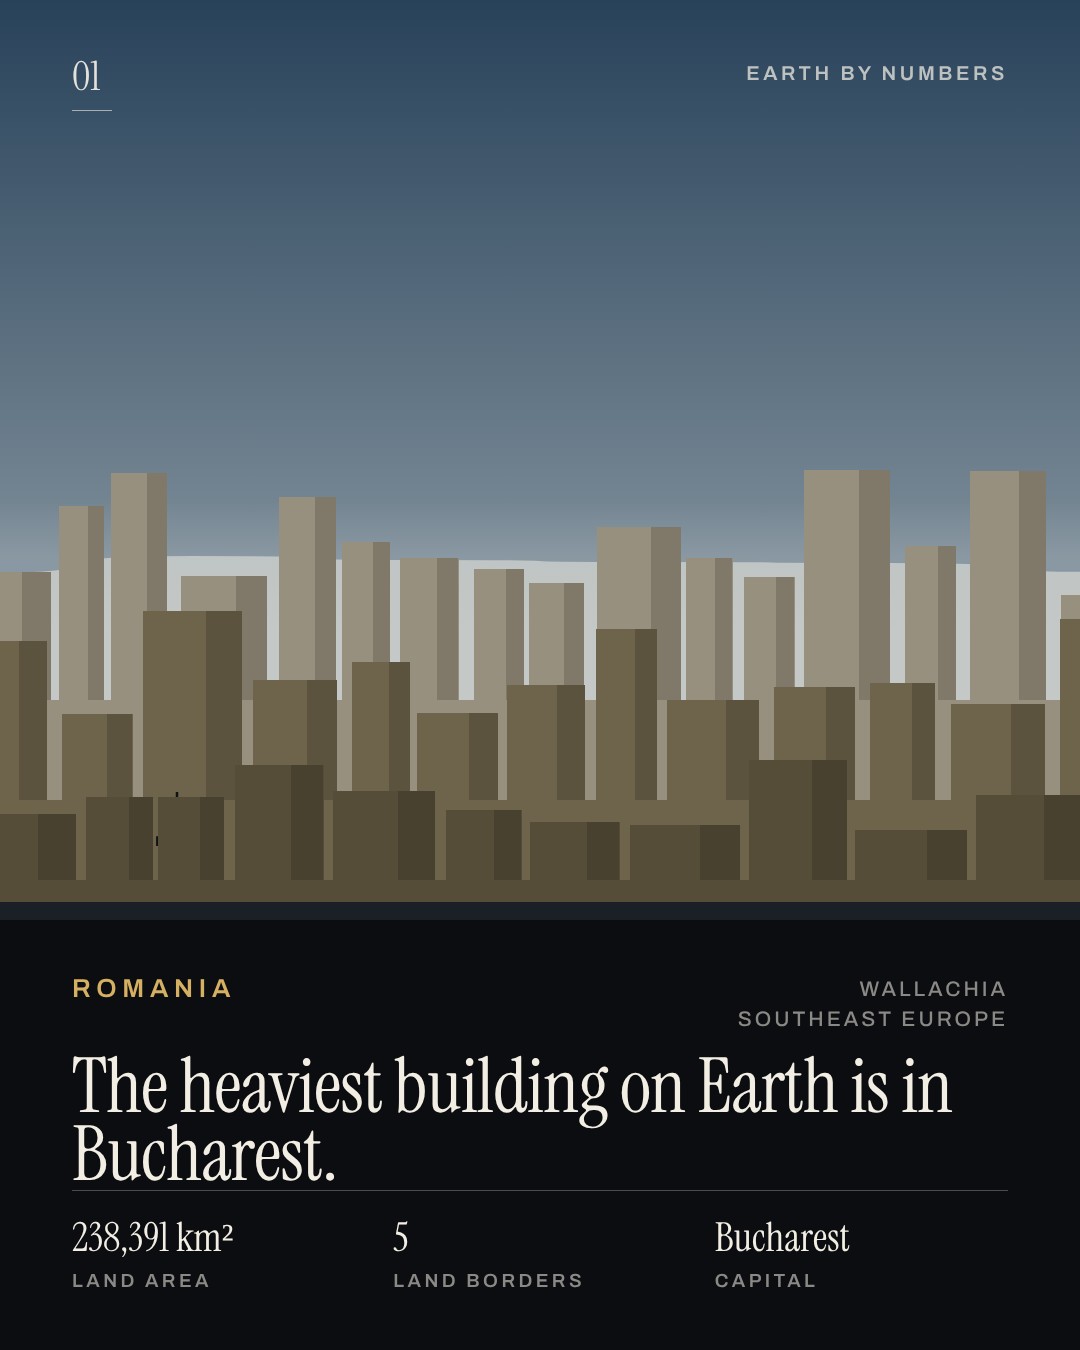 01
EARTH BY NUMBERS
ROMANIA
WALLACHIA
SOUTHEAST EUROPE
The heaviest building on Earth is in
Bucharest.
238,391 km²
LAND AREA
5
LAND BORDERS
Bucharest
CAPITAL